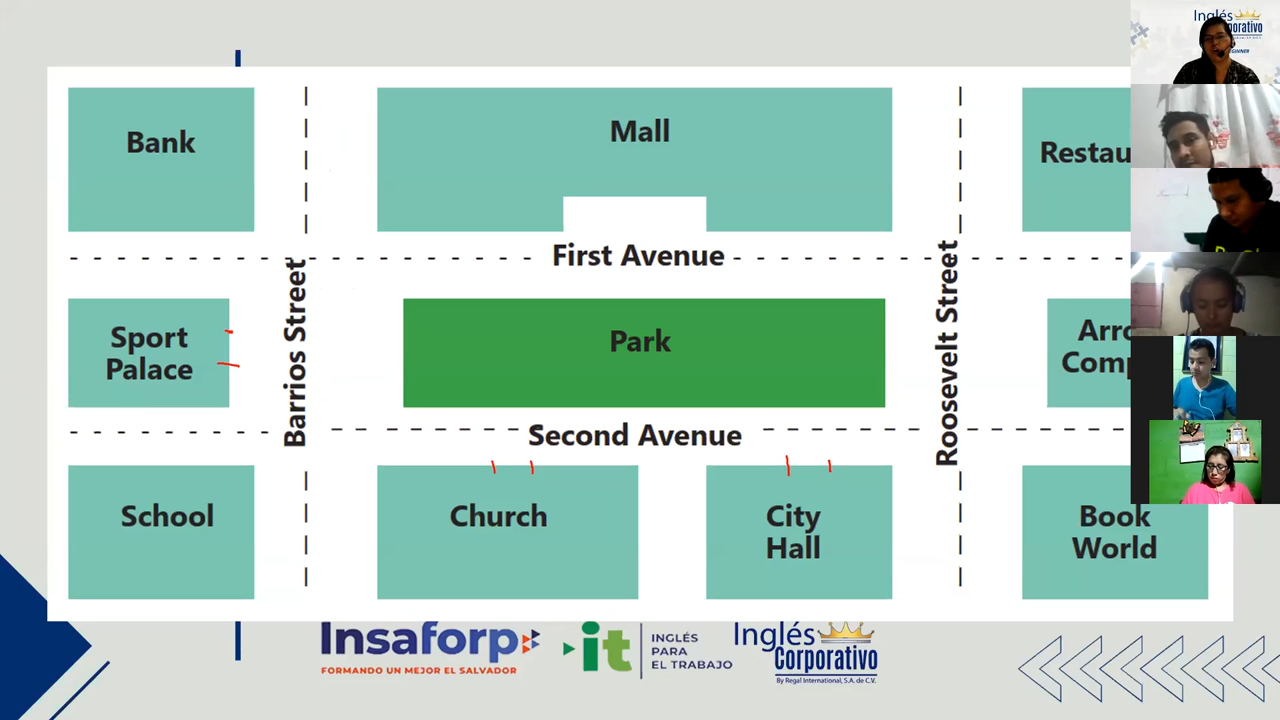 Inglés
Corporativo
Bank
Mall
Restau
First Avenue
Barrios Street
Roosevelt Street
Sport
Palace
Park
Arro
Comp
Second Avenue
School
Church
City
Hall
Book
World
Insaforp
FORMANDO UN MEJOR EL SALVADOR
it
INGLÉS
PARA
EL TRABAJO
Inglés
Corporativo
By Regal International, S.A. de C.V.